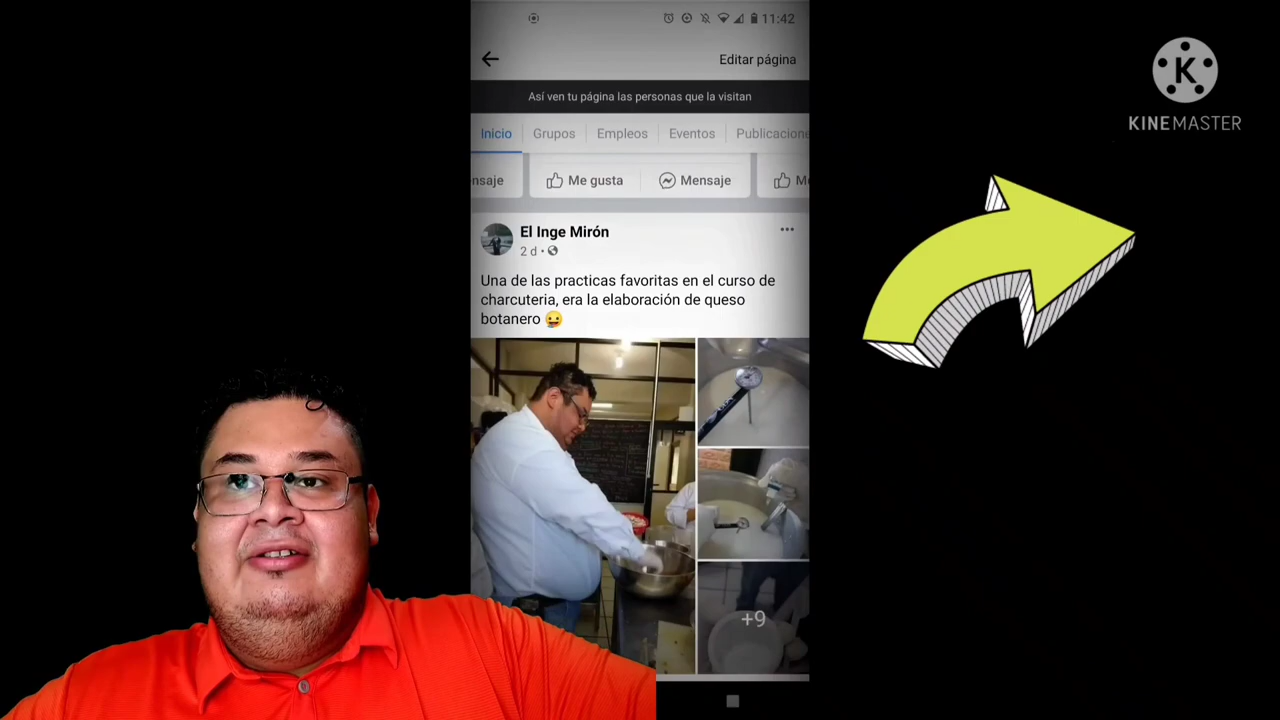 11:42
Editar página
Así ven tu página las personas que la visitan
Inicio Grupos Empleos Eventos Publicacione
nsaje Me gusta Mensaje M
El Inge Mirón
2 d
Una de las practicas favoritas en el curso de
charcuteria, era la elaboración de queso
botanero
+9
K
KINEMASTER